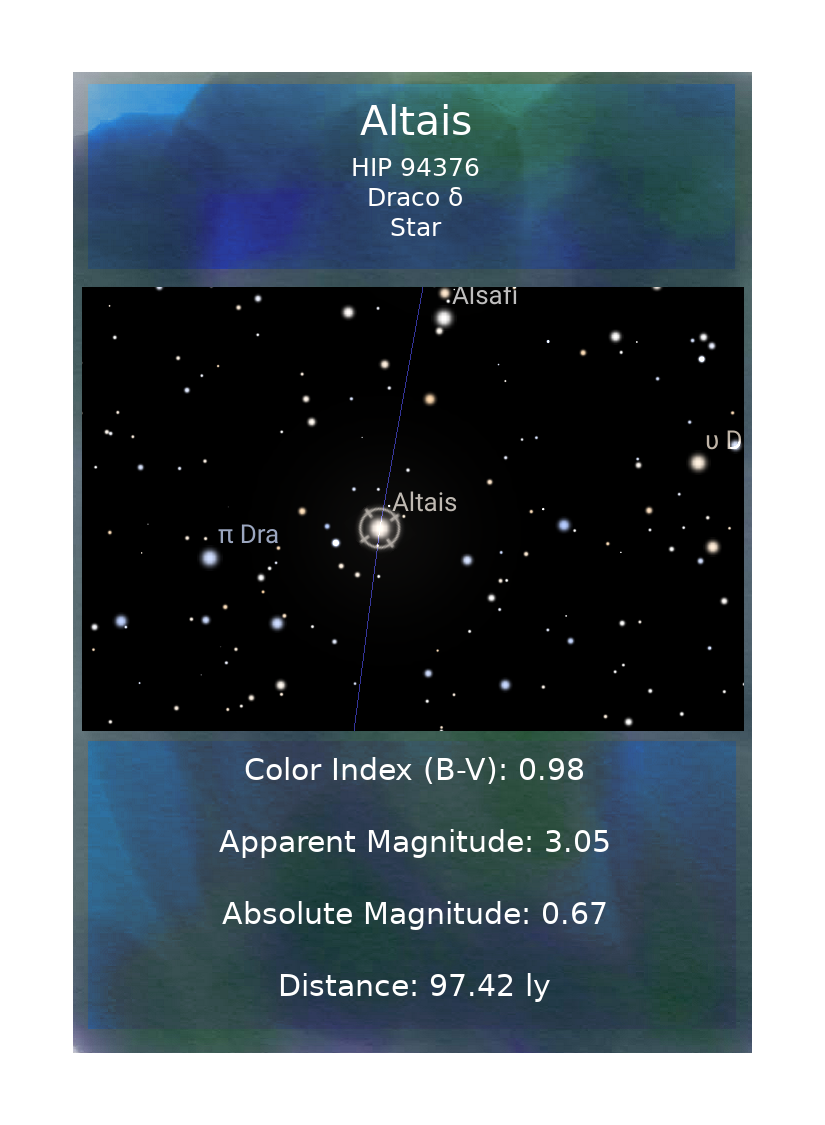 Altais
HIP 94376
Draco δ
Star
Alsafi
υ D
Altais
π Dra
Color Index (B-V): 0.98
Apparent Magnitude: 3.05
Absolute Magnitude: 0.67
Distance: 97.42 ly